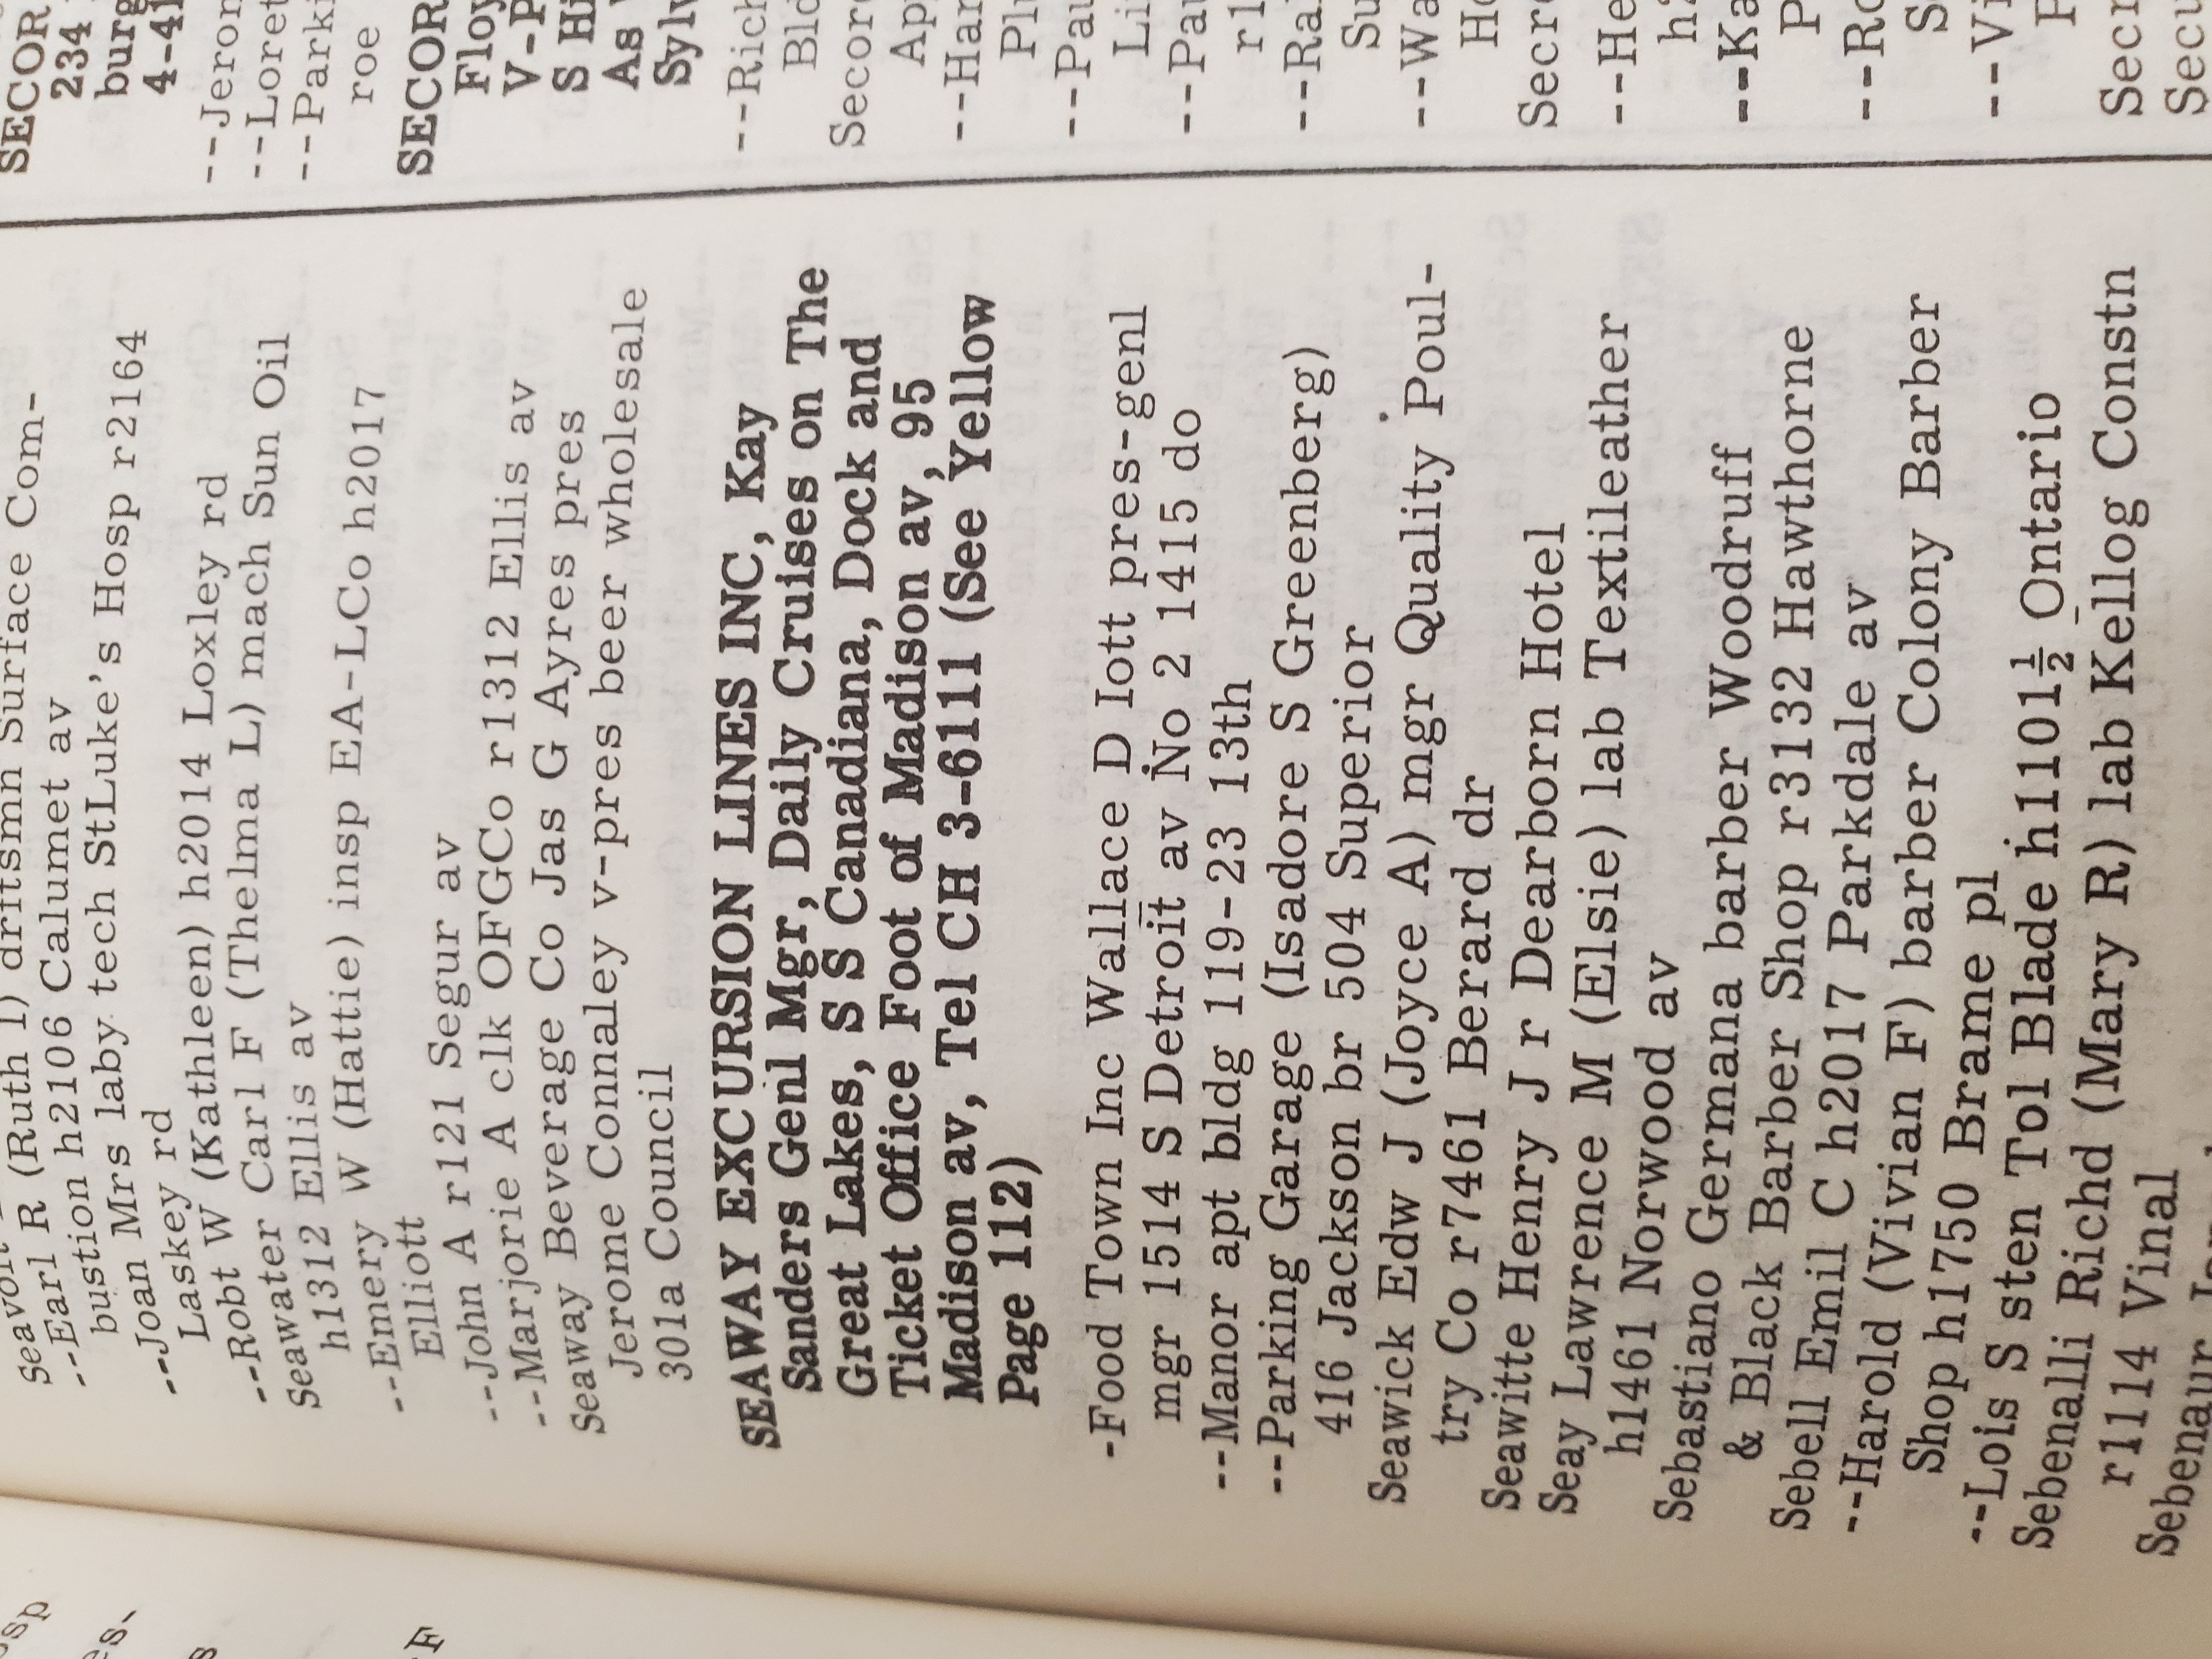 Seavolt
--Earl R (Ruth I) drftsmn Surface Com-
bustion h2106 Calumet av
--Joan Mrs laby tech StLuke's Hosp r2164
Laskey rd
--Robt W (Kathleen) h2014 Loxley rd
Seawater Carl F (Thelma L) mach Sun Oil
h1312 Ellis av
--Emery W (Hattie) insp EA-LCo h2017
Elliott
--John A r121 Segur av
--Marjorie A clk OFGCo r1312 Ellis av
Seaway Beverage Co Jas G Ayres pres
Jerome Connaley v-pres beer wholesale
301a Council
SEAWAY EXCURSION LINES INC, Kay
Sanders Genl Mgr, Daily Cruises on The
Great Lakes, S S Canadiana, Dock and
Ticket Office Foot of Madison av, 95
Madison av, Tel CH 3-6111 (See Yellow
Page 112)
-Food Town Inc Wallace D Iott pres-genl
mgr 1514 S Detroit av No 2 1415 do
--Manor apt bldg 119-23 13th
--Parking Garage (Isadore S Greenberg)
416 Jackson br 504 Superior
Seawick Edw J (Joyce A) mgr Quality Poul-
try Co r7461 Berard dr
Seawitte Henry J r Dearborn Hotel
Seay Lawrence M (Elsie) lab Textileather
h1461 Norwood av
Sebastiano Germana barber Woodruff
& Black Barber Shop r3132 Hawthorne
Sebell Emil C h2017 Parkdale av
--Harold (Vivian F) barber Colony Barber
Shop h1750 Brame pl
--Lois S sten Tol Blade h1101½ Ontario
Sebenalli Richd (Mary R) lab Kellog Constn
r1114 Vinal
Sebenaur
SECOR
234
burg
4-41
--Jerom
--Loret
--Parki
roe
SECOR
Floy
V-P
S Hi
As
Sylv
--Rich
Bld
Secor
Ap
--Har
Pl
--Pau
Li
--Pau
r1
--Ra
Su
--Wa
Ho
Secre
--He
h2
--Ka
P
--Ro
S
--Vi
F
Secr
Secu